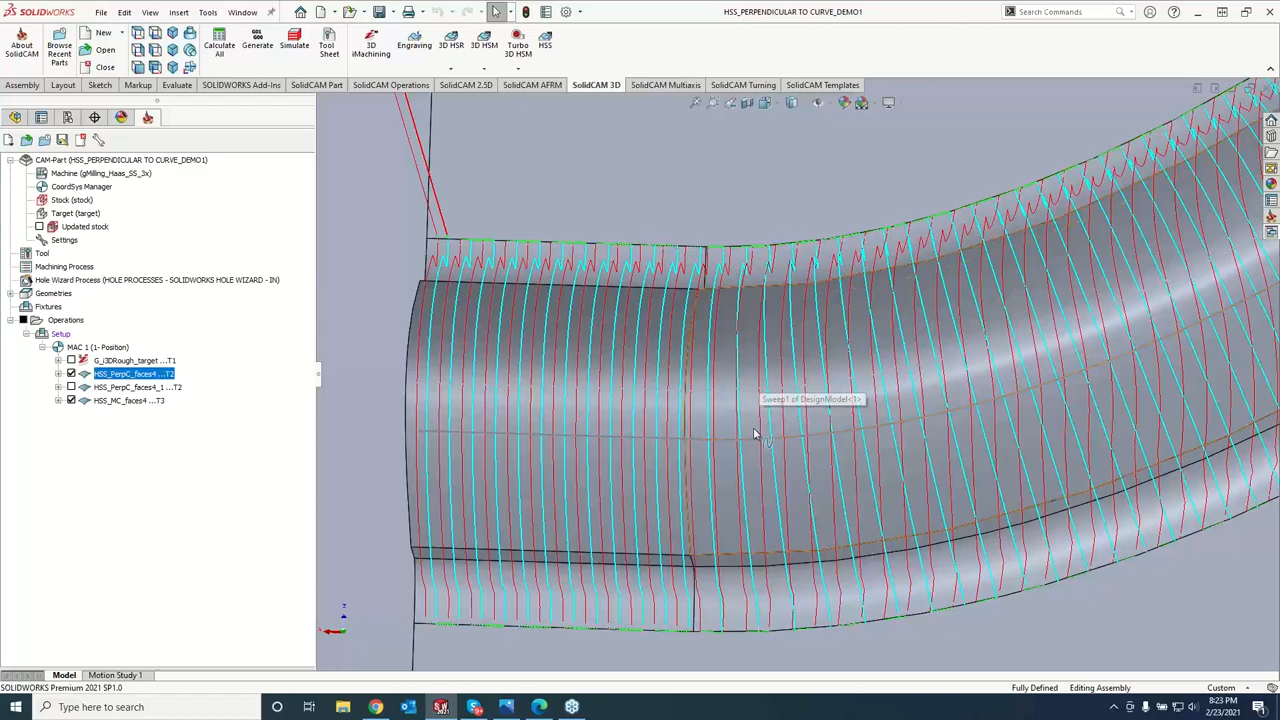 SOLIDWORKS File Edit View Insert Tools Window HSS_PERPENDICULAR TO CURVE_DEMO1 Search Commands
About SolidCAM
Browse Recent Parts
New
Open
Close
Calculate All
G01 G00
Generate
Simulate
Tool Sheet
3D iMachining
Engraving
3D HSR
3D HSM
Turbo 3D HSM
HSS
Assembly Layout Sketch Markup Evaluate SOLIDWORKS Add-Ins SolidCAM Part SolidCAM Operations SolidCAM 2.5D SolidCAM AFRM SolidCAM 3D SolidCAM Multiaxis SolidCAM Turning SolidCAM Templates
CAM-Part (HSS_PERPENDICULAR TO CURVE_DEMO1)
Machine (gMilling_Haas_SS_3x)
CoordSys Manager
Stock (stock)
Target (target)
Updated stock
Settings
Tool
Machining Process
Hole Wizard Process (HOLE PROCESSES - SOLIDWORKS HOLE WIZARD - IN)
Geometries
Fixtures
Operations
Setup
MAC 1 (1- Position)
G_i3DRough_target ...T1
HSS_PerpC_faces4 ...T2
HSS_PerpC_faces4_1 ...T2
HSS_MC_faces4 ...T3
Sweep1 of DesignModel<1>
Model Motion Study 1
SOLIDWORKS Premium 2021 SP1.0 Fully Defined Editing Assembly Custom
Type here to search
8:23 PM
2/23/2021